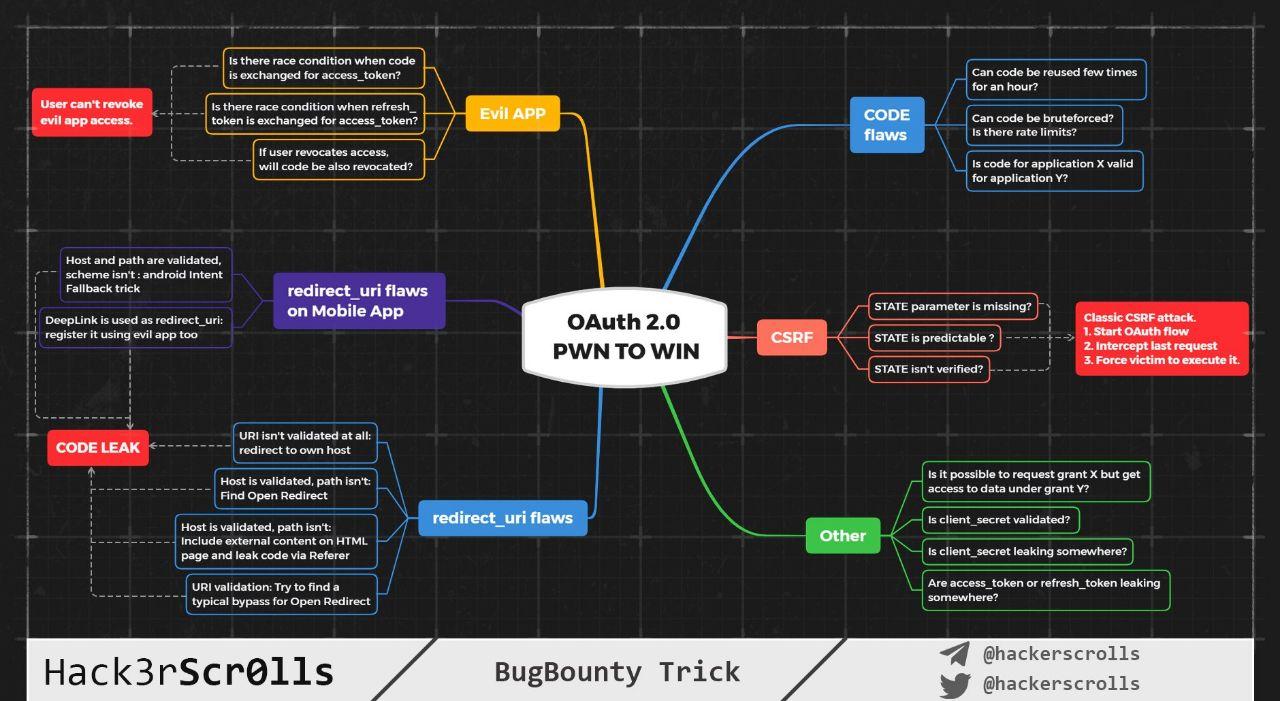 Is there race condition when code
is exchanged for access_token?
Is there race condition when refresh_
token is exchanged for access_token?
If user revocates access,
will code be also revocated?
User can't revoke
evil app access.
Evil APP
CODE
flaws
Can code be reused few times
for an hour?
Can code be bruteforced?
Is there rate limits?
Is code for application X valid
for application Y?
Host and path are validated,
scheme isn't : android Intent
Fallback trick
DeepLink is used as redirect_uri:
register it using evil app too
redirect_uri flaws
on Mobile App
OAuth 2.0
PWN TO WIN
CSRF
STATE parameter is missing?
STATE is predictable ?
STATE isn't verified?
Classic CSRF attack.
1. Start OAuth flow
2. Intercept last request
3. Force victim to execute it.
CODE LEAK
URI isn't validated at all:
redirect to own host
Host is validated, path isn't:
Find Open Redirect
Host is validated, path isn't:
Include external content on HTML
page and leak code via Referer
URI validation: Try to find a
typical bypass for Open Redirect
redirect_uri flaws
Other
Is it possible to request grant X but get
access to data under grant Y?
Is client_secret validated?
Is client_secret leaking somewhere?
Are access_token or refresh_token leaking
somewhere?
Hack3rScr0lls
BugBounty Trick
@hackerscrolls
@hackerscrolls